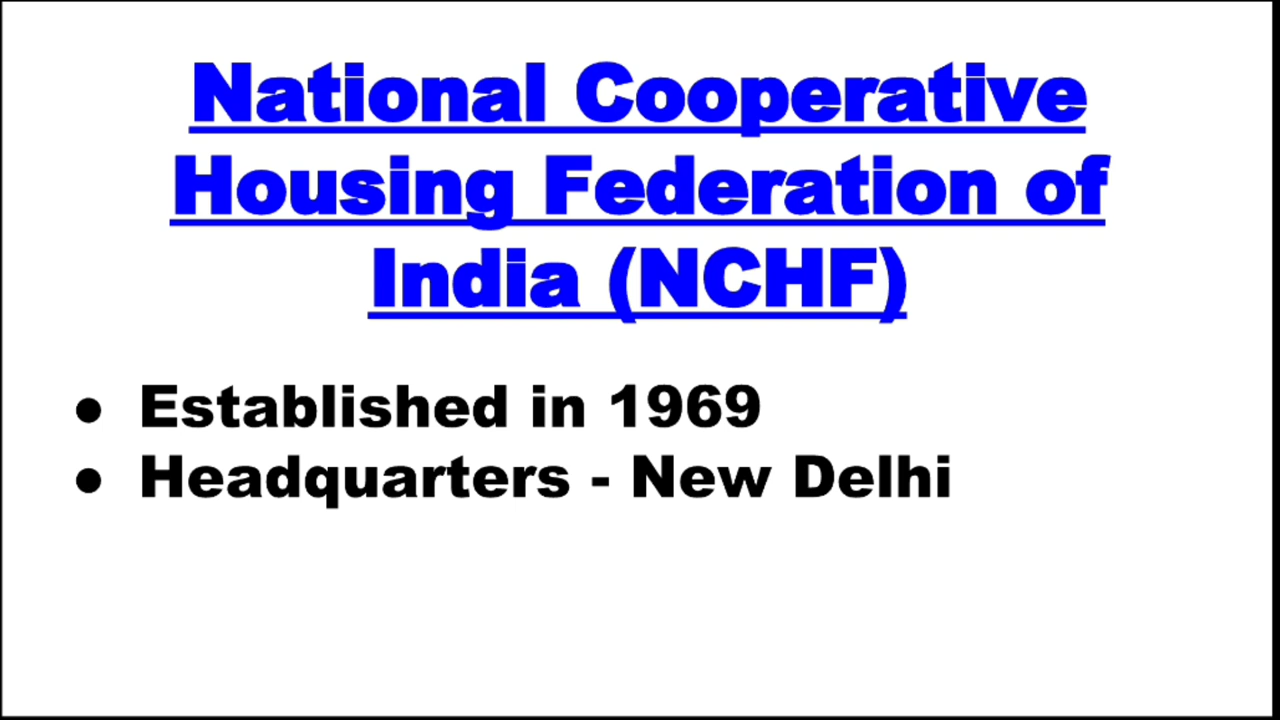 National Cooperative
Housing Federation of
India (NCHF)
● Established in 1969
● Headquarters - New Delhi